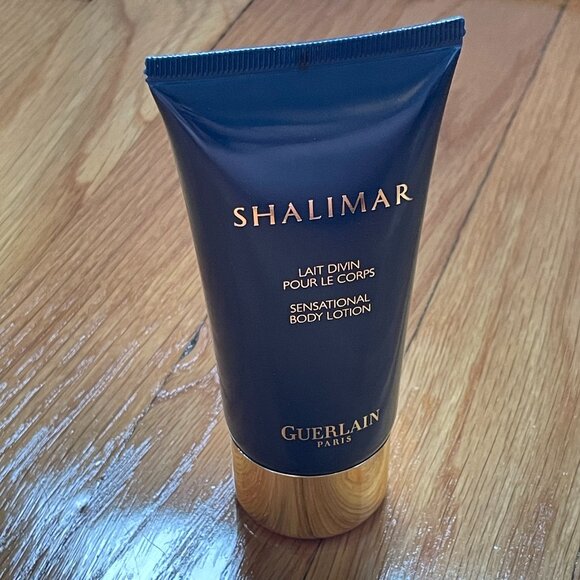 SHALIMAR
LAIT DIVIN
POUR LE CORPS
SENSATIONAL
BODY LOTION
GUERLAIN
PARIS